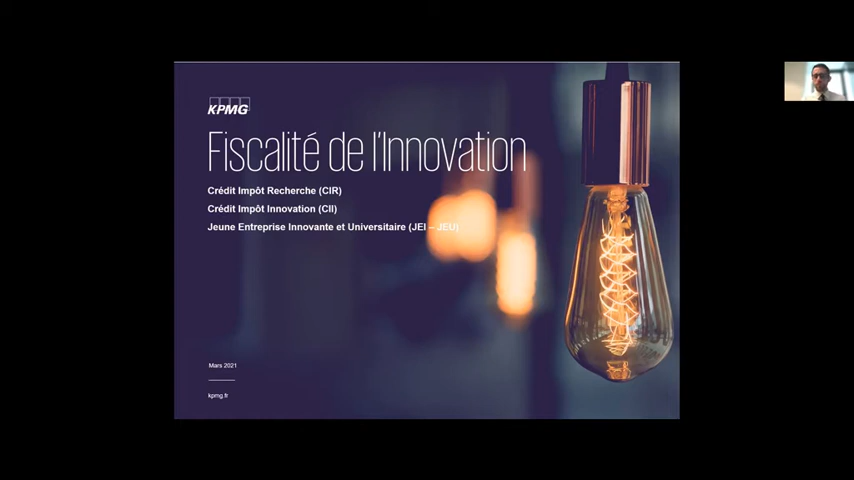 KPMG
Fiscalité de l'Innovation
Crédit Impôt Recherche (CIR)
Crédit Impôt Innovation (CII)
Jeune Entreprise Innovante et Universitaire (JEI – JEU)
Mars 2021
kpmg.fr